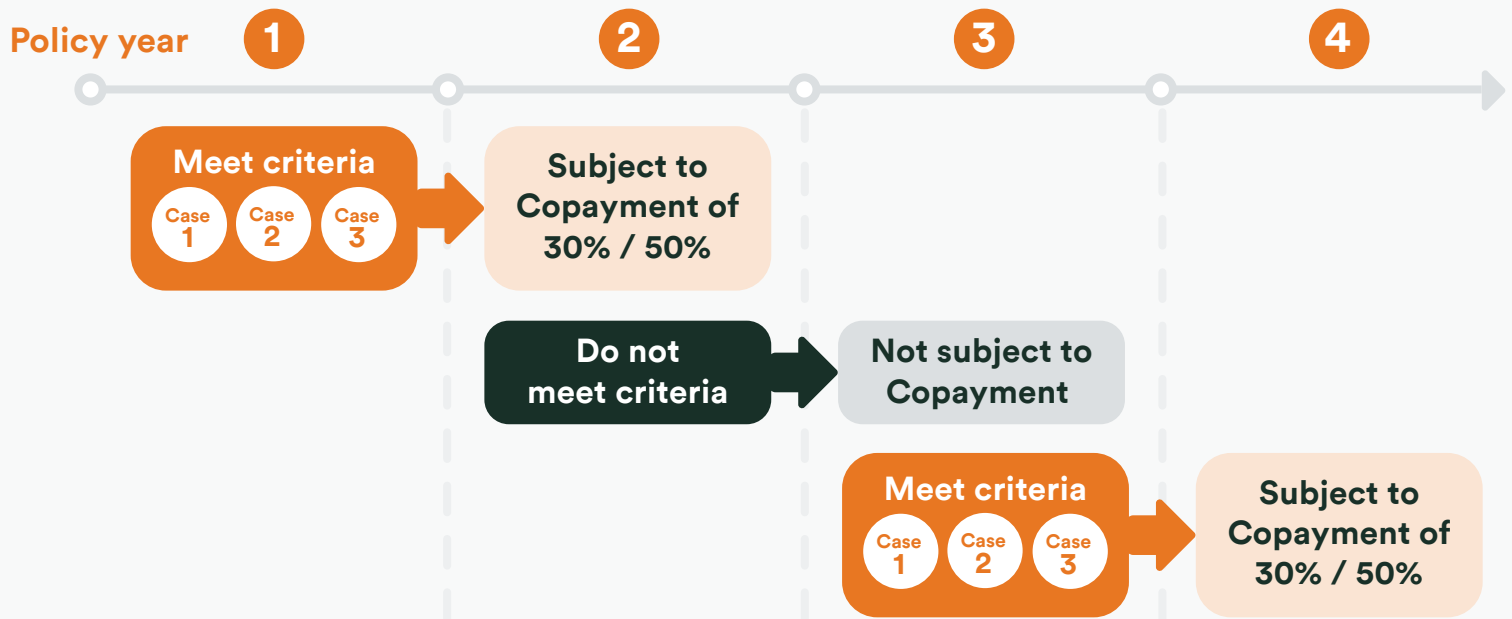 Policy year
1
2
3
4
Meet criteria
Case
1
Case
2
Case
3
Subject to
Copayment of
30% / 50%
Do not
meet criteria
Not subject to
Copayment
Meet criteria
Case
1
Case
2
Case
3
Subject to
Copayment of
30% / 50%